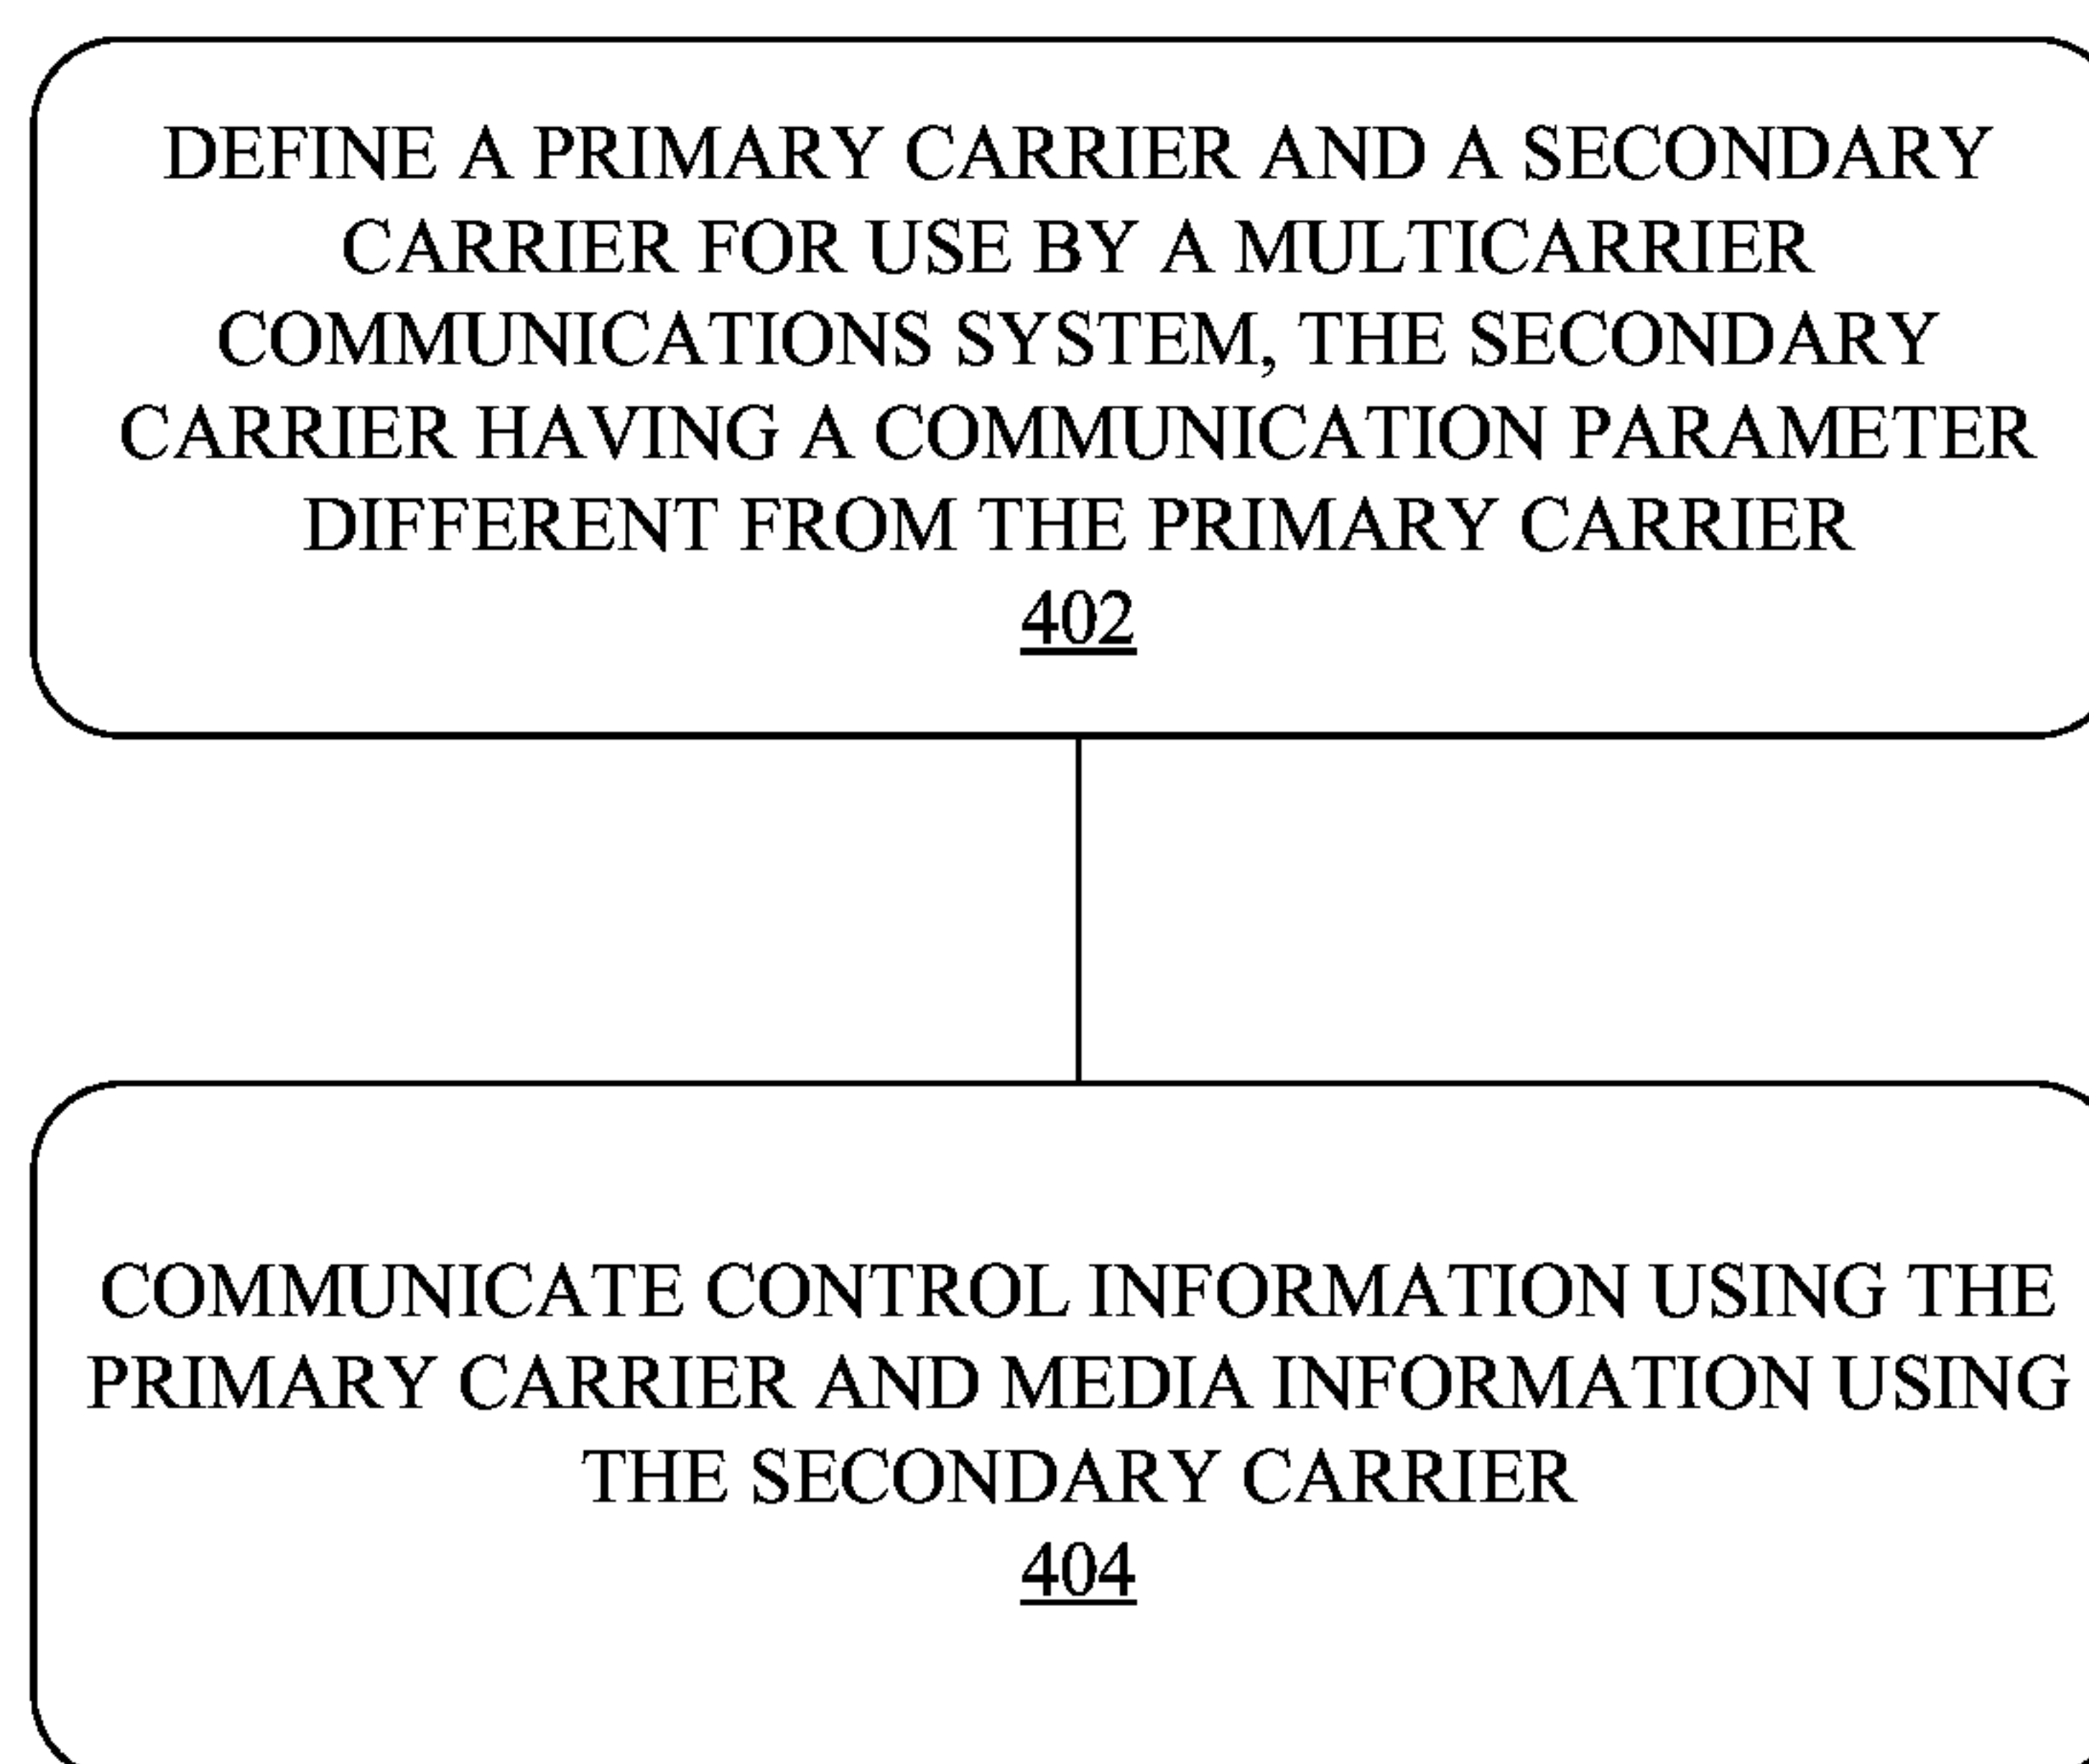 DEFINE A PRIMARY CARRIER AND A SECONDARY
CARRIER FOR USE BY A MULTICARRIER
COMMUNICATIONS SYSTEM, THE SECONDARY
CARRIER HAVING A COMMUNICATION PARAMETER
DIFFERENT FROM THE PRIMARY CARRIER
402
COMMUNICATE CONTROL INFORMATION USING THE
PRIMARY CARRIER AND MEDIA INFORMATION USING
THE SECONDARY CARRIER
404